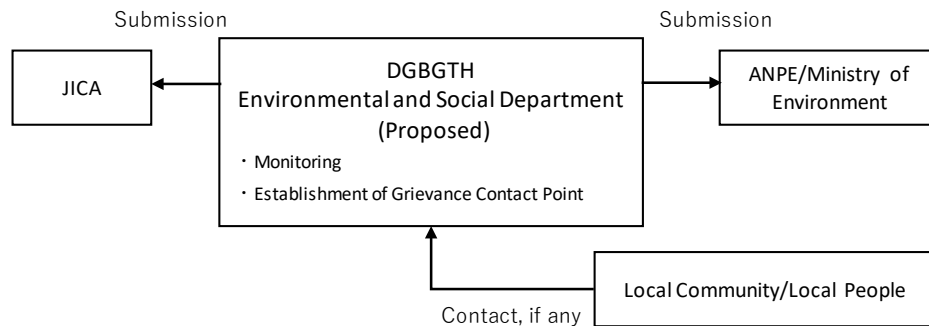 Submission
Submission
JICA
DGBGTH
Environmental and Social Department
(Proposed)
・Monitoring
・Establishment of Grievance Contact Point
ANPE/Ministry of
Environment
Local Community/Local People
Contact, if any